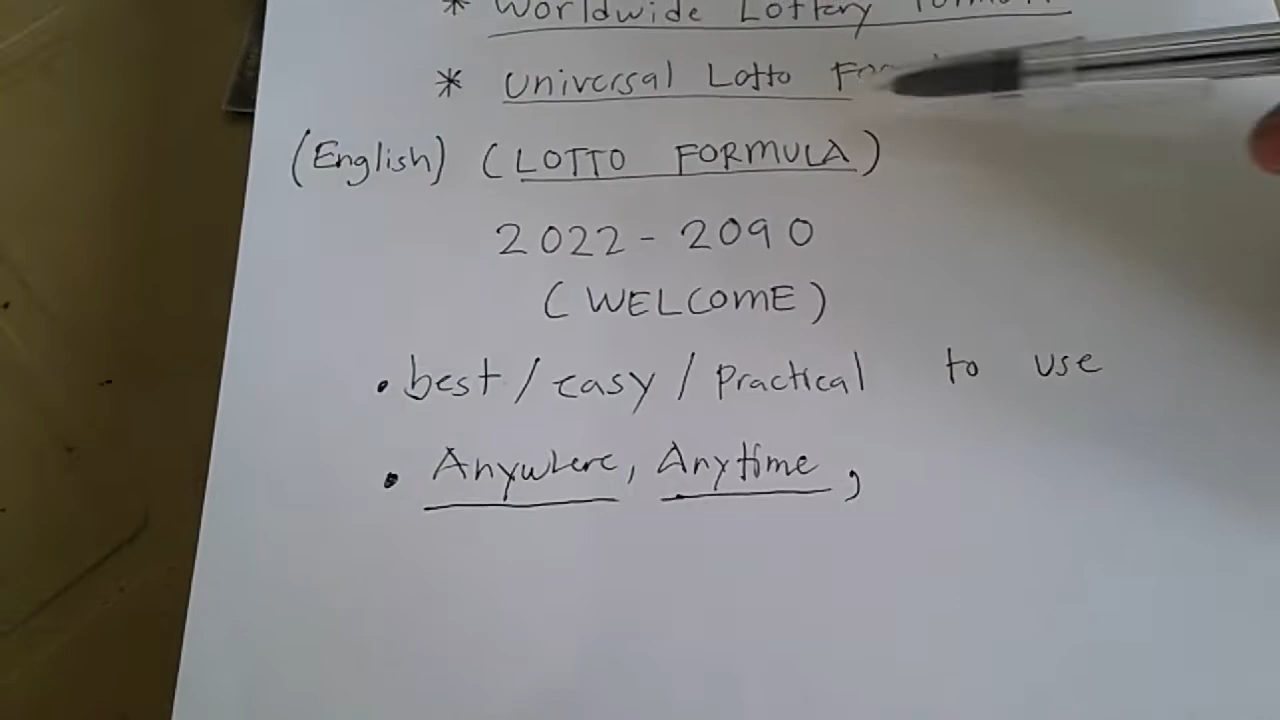 * Worldwide Lottery
* Universal Lotto
(English) (LOTTO FORMULA)
2022 - 2090
(WELCOME)
• best / easy / Practical to use
• Anywhere, Anytime,